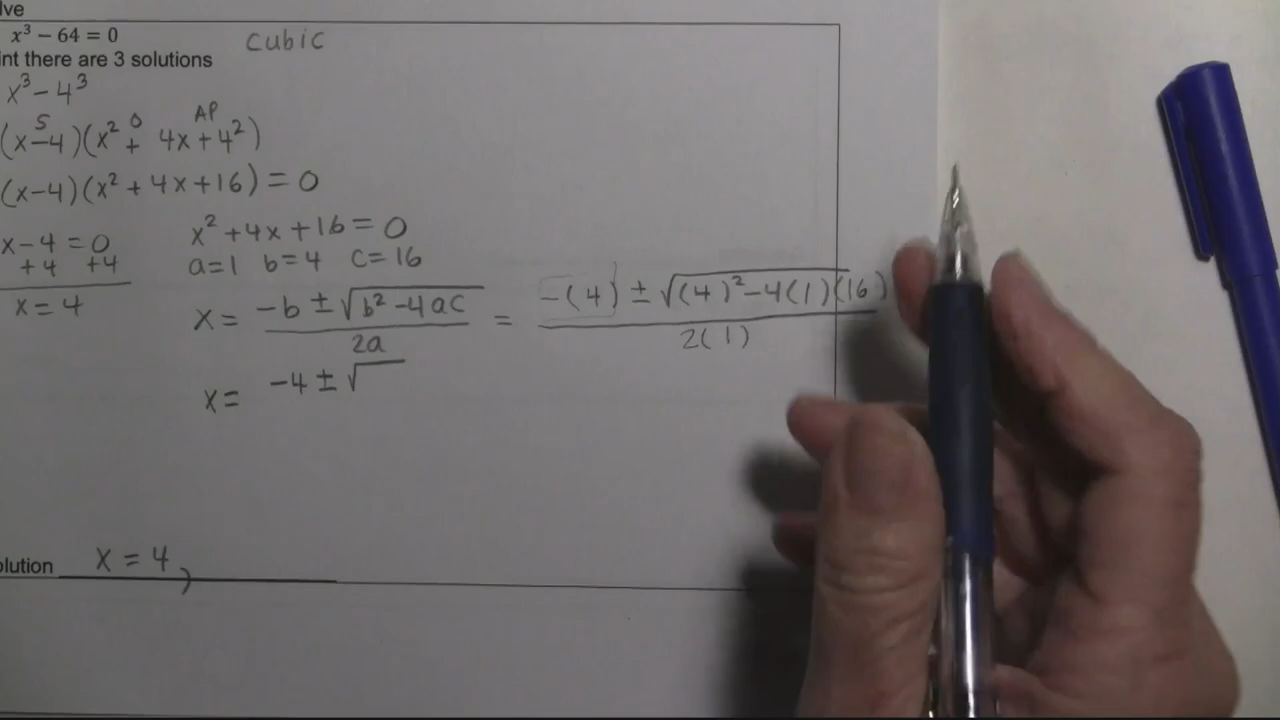 lve
x³ − 64 = 0
cubic
int there are 3 solutions
x³ − 4³
S O AP
(x−4)(x² + 4x + 4²)
(x−4)(x² + 4x + 16) = 0
x − 4 = 0
+4 +4
x = 4
x² + 4x + 16 = 0
a=1 b=4 c=16
x = (−b ± √(b² − 4ac))/2a = (−(4) ± √((4)² − 4(1)(16)))/2(1)
x = −4 ± √
olution x = 4,